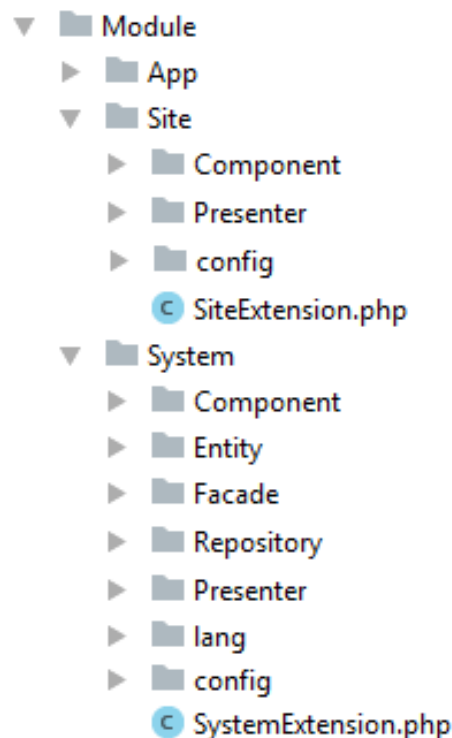 Module
App
Site
Component
Presenter
config
C SiteExtension.php
System
Component
Entity
Facade
Repository
Presenter
lang
config
C SystemExtension.php